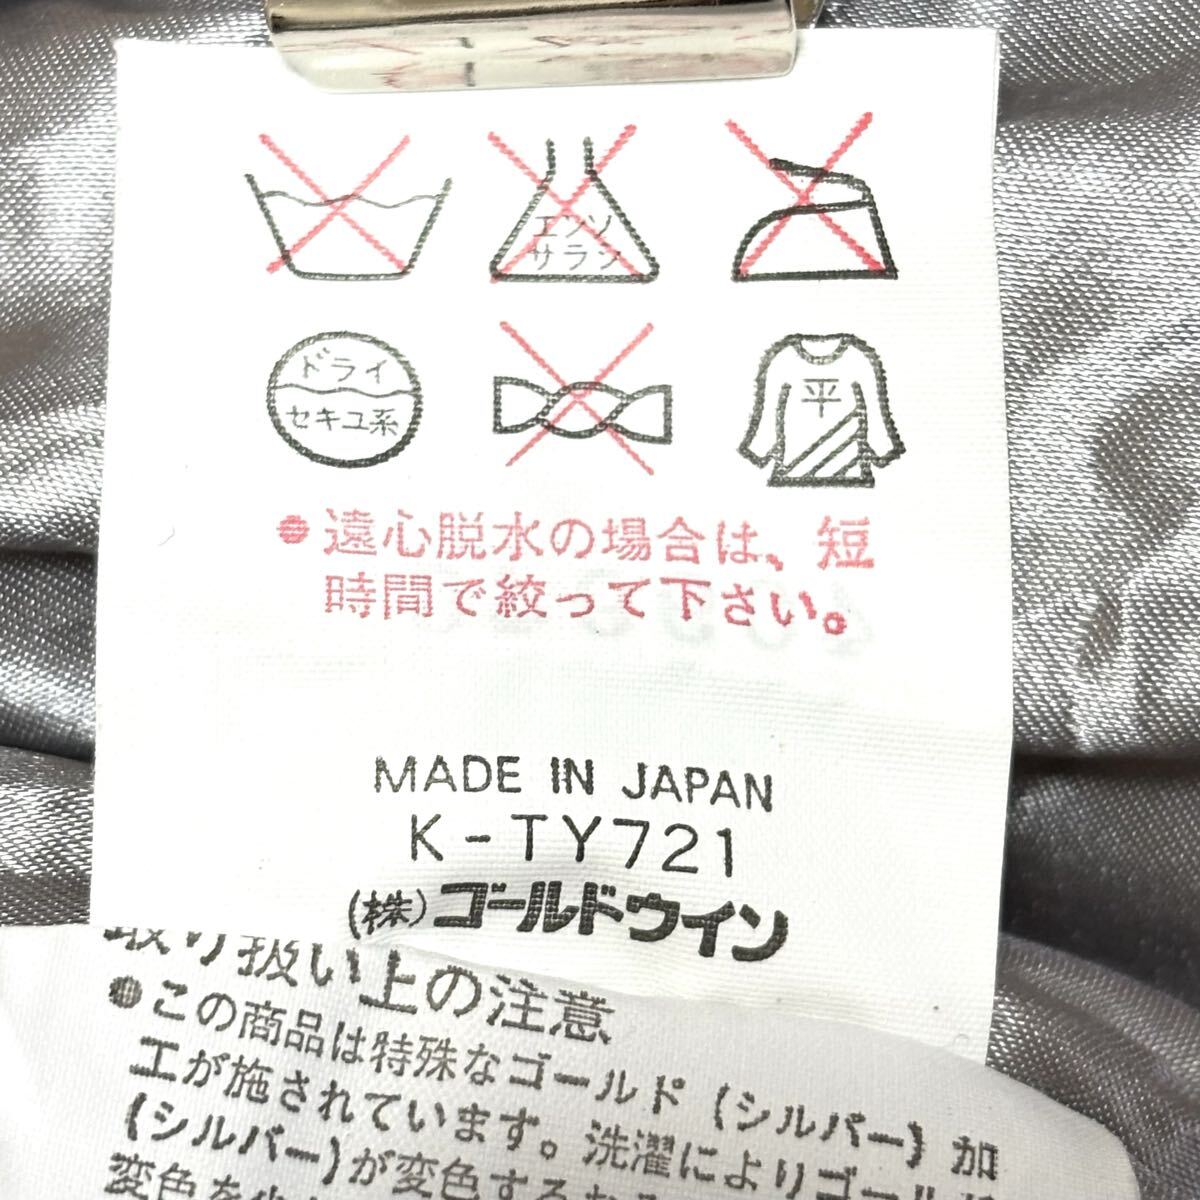 エンソ
サラシ
ドライ
セキユ系
平
●遠心脱水の場合は、短
時間で絞って下さい。
MADE IN JAPAN
K-TY721
(株)ゴールドウイン
取り扱い上の注意
●この商品は特殊なゴールド(シルバー)加
工が施されています。洗濯によりゴール
(シルバー)が変色する
変色を